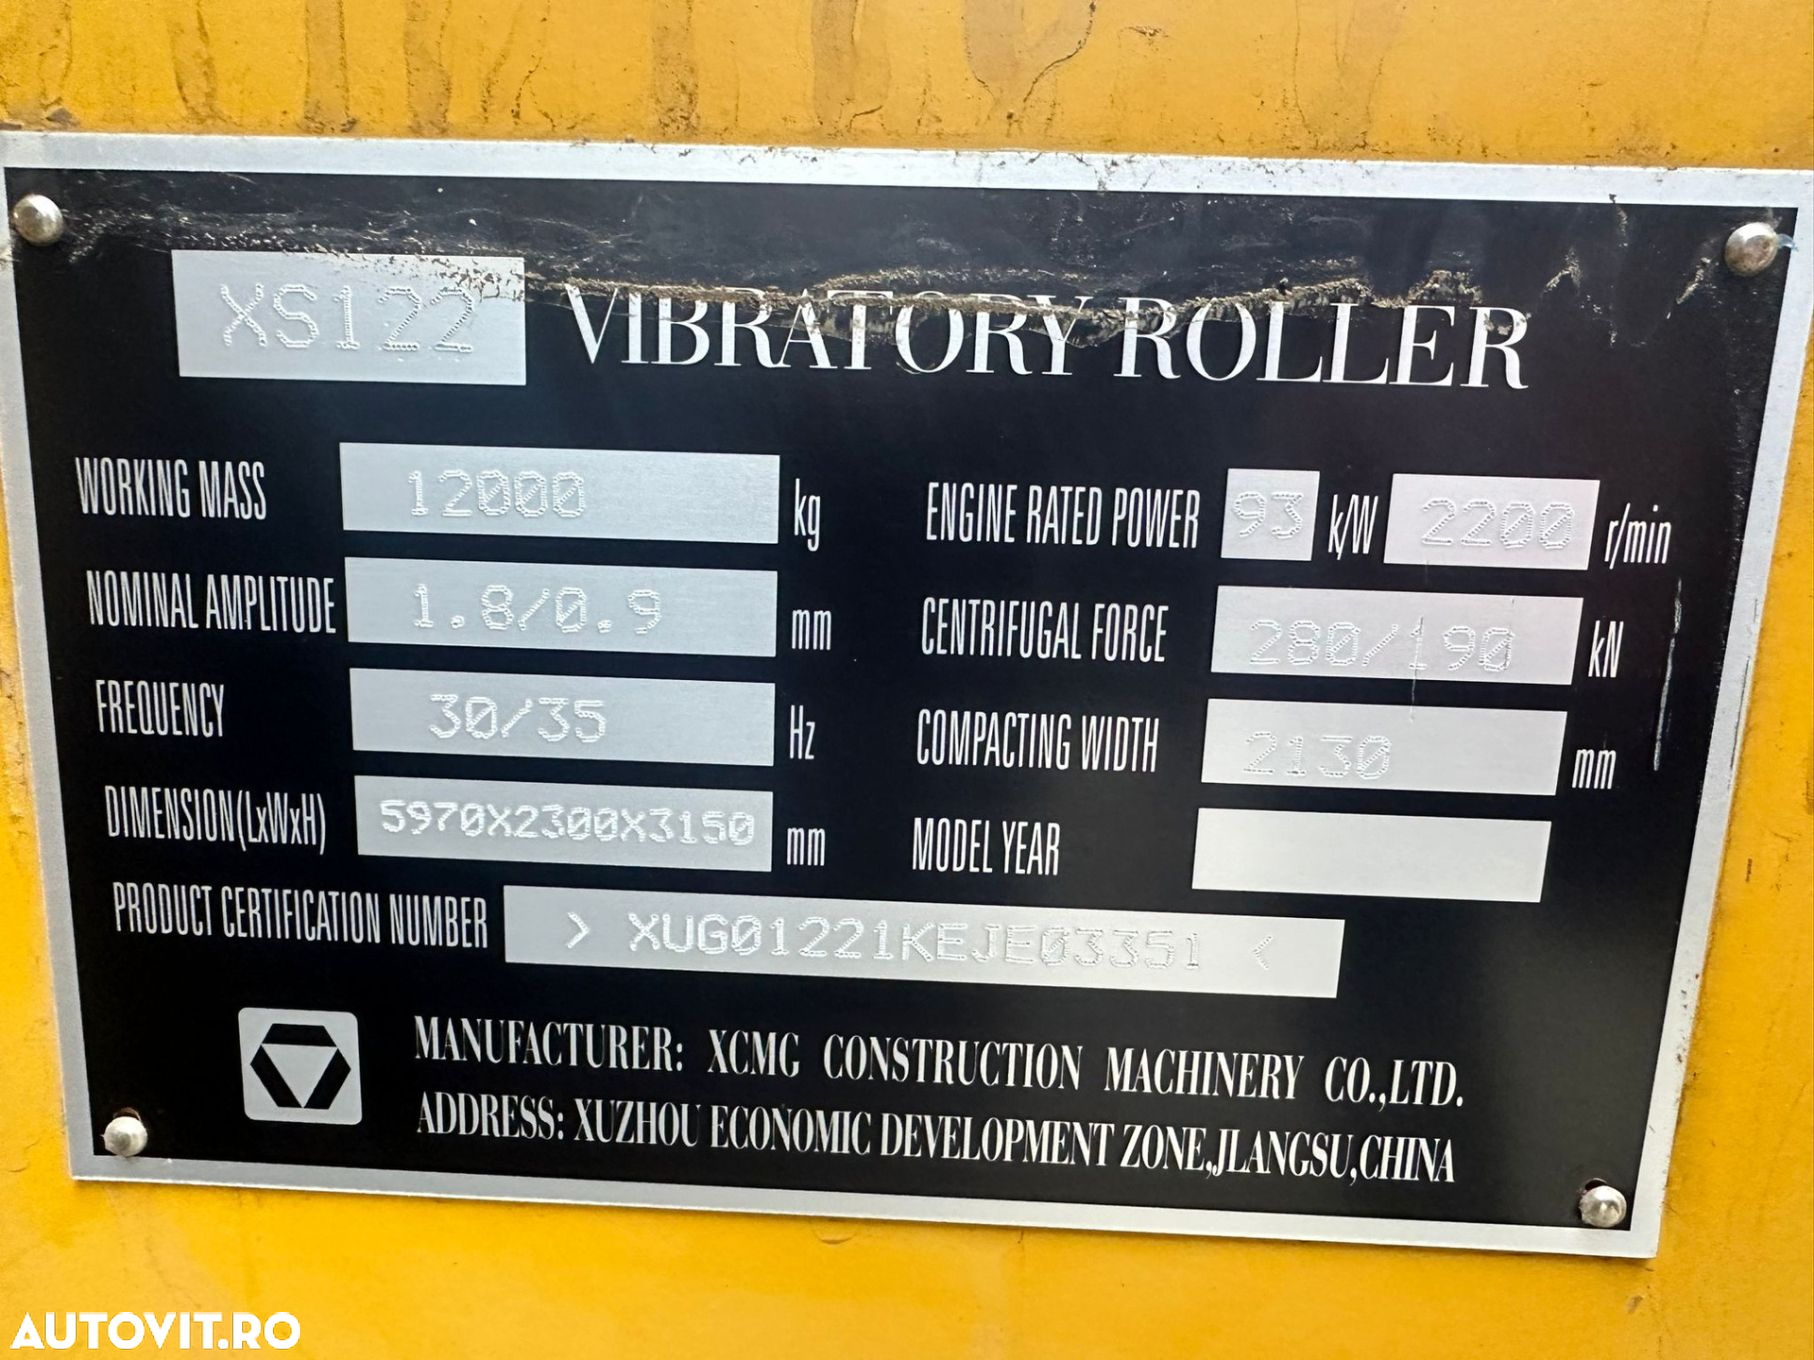 XS122 VIBRATORY ROLLER
WORKING MASS 12000 kg ENGINE RATED POWER 93 k/W 2200 r/min
NOMINAL AMPLITUDE 1.8/0.9 mm CENTRIFUGAL FORCE 280/190 kN
FREQUENCY 30/35 Hz COMPACTING WIDTH 2130 mm
DIMENSION(LxWxH) 5970X2300X3150 mm MODEL YEAR
PRODUCT CERTIFICATION NUMBER > XUG01221KEJE03351 <
MANUFACTURER: XCMG CONSTRUCTION MACHINERY CO.,LTD.
ADDRESS: XUZHOU ECONOMIC DEVELOPMENT ZONE,JLANGSU,CHINA
AUTOVIT.RO